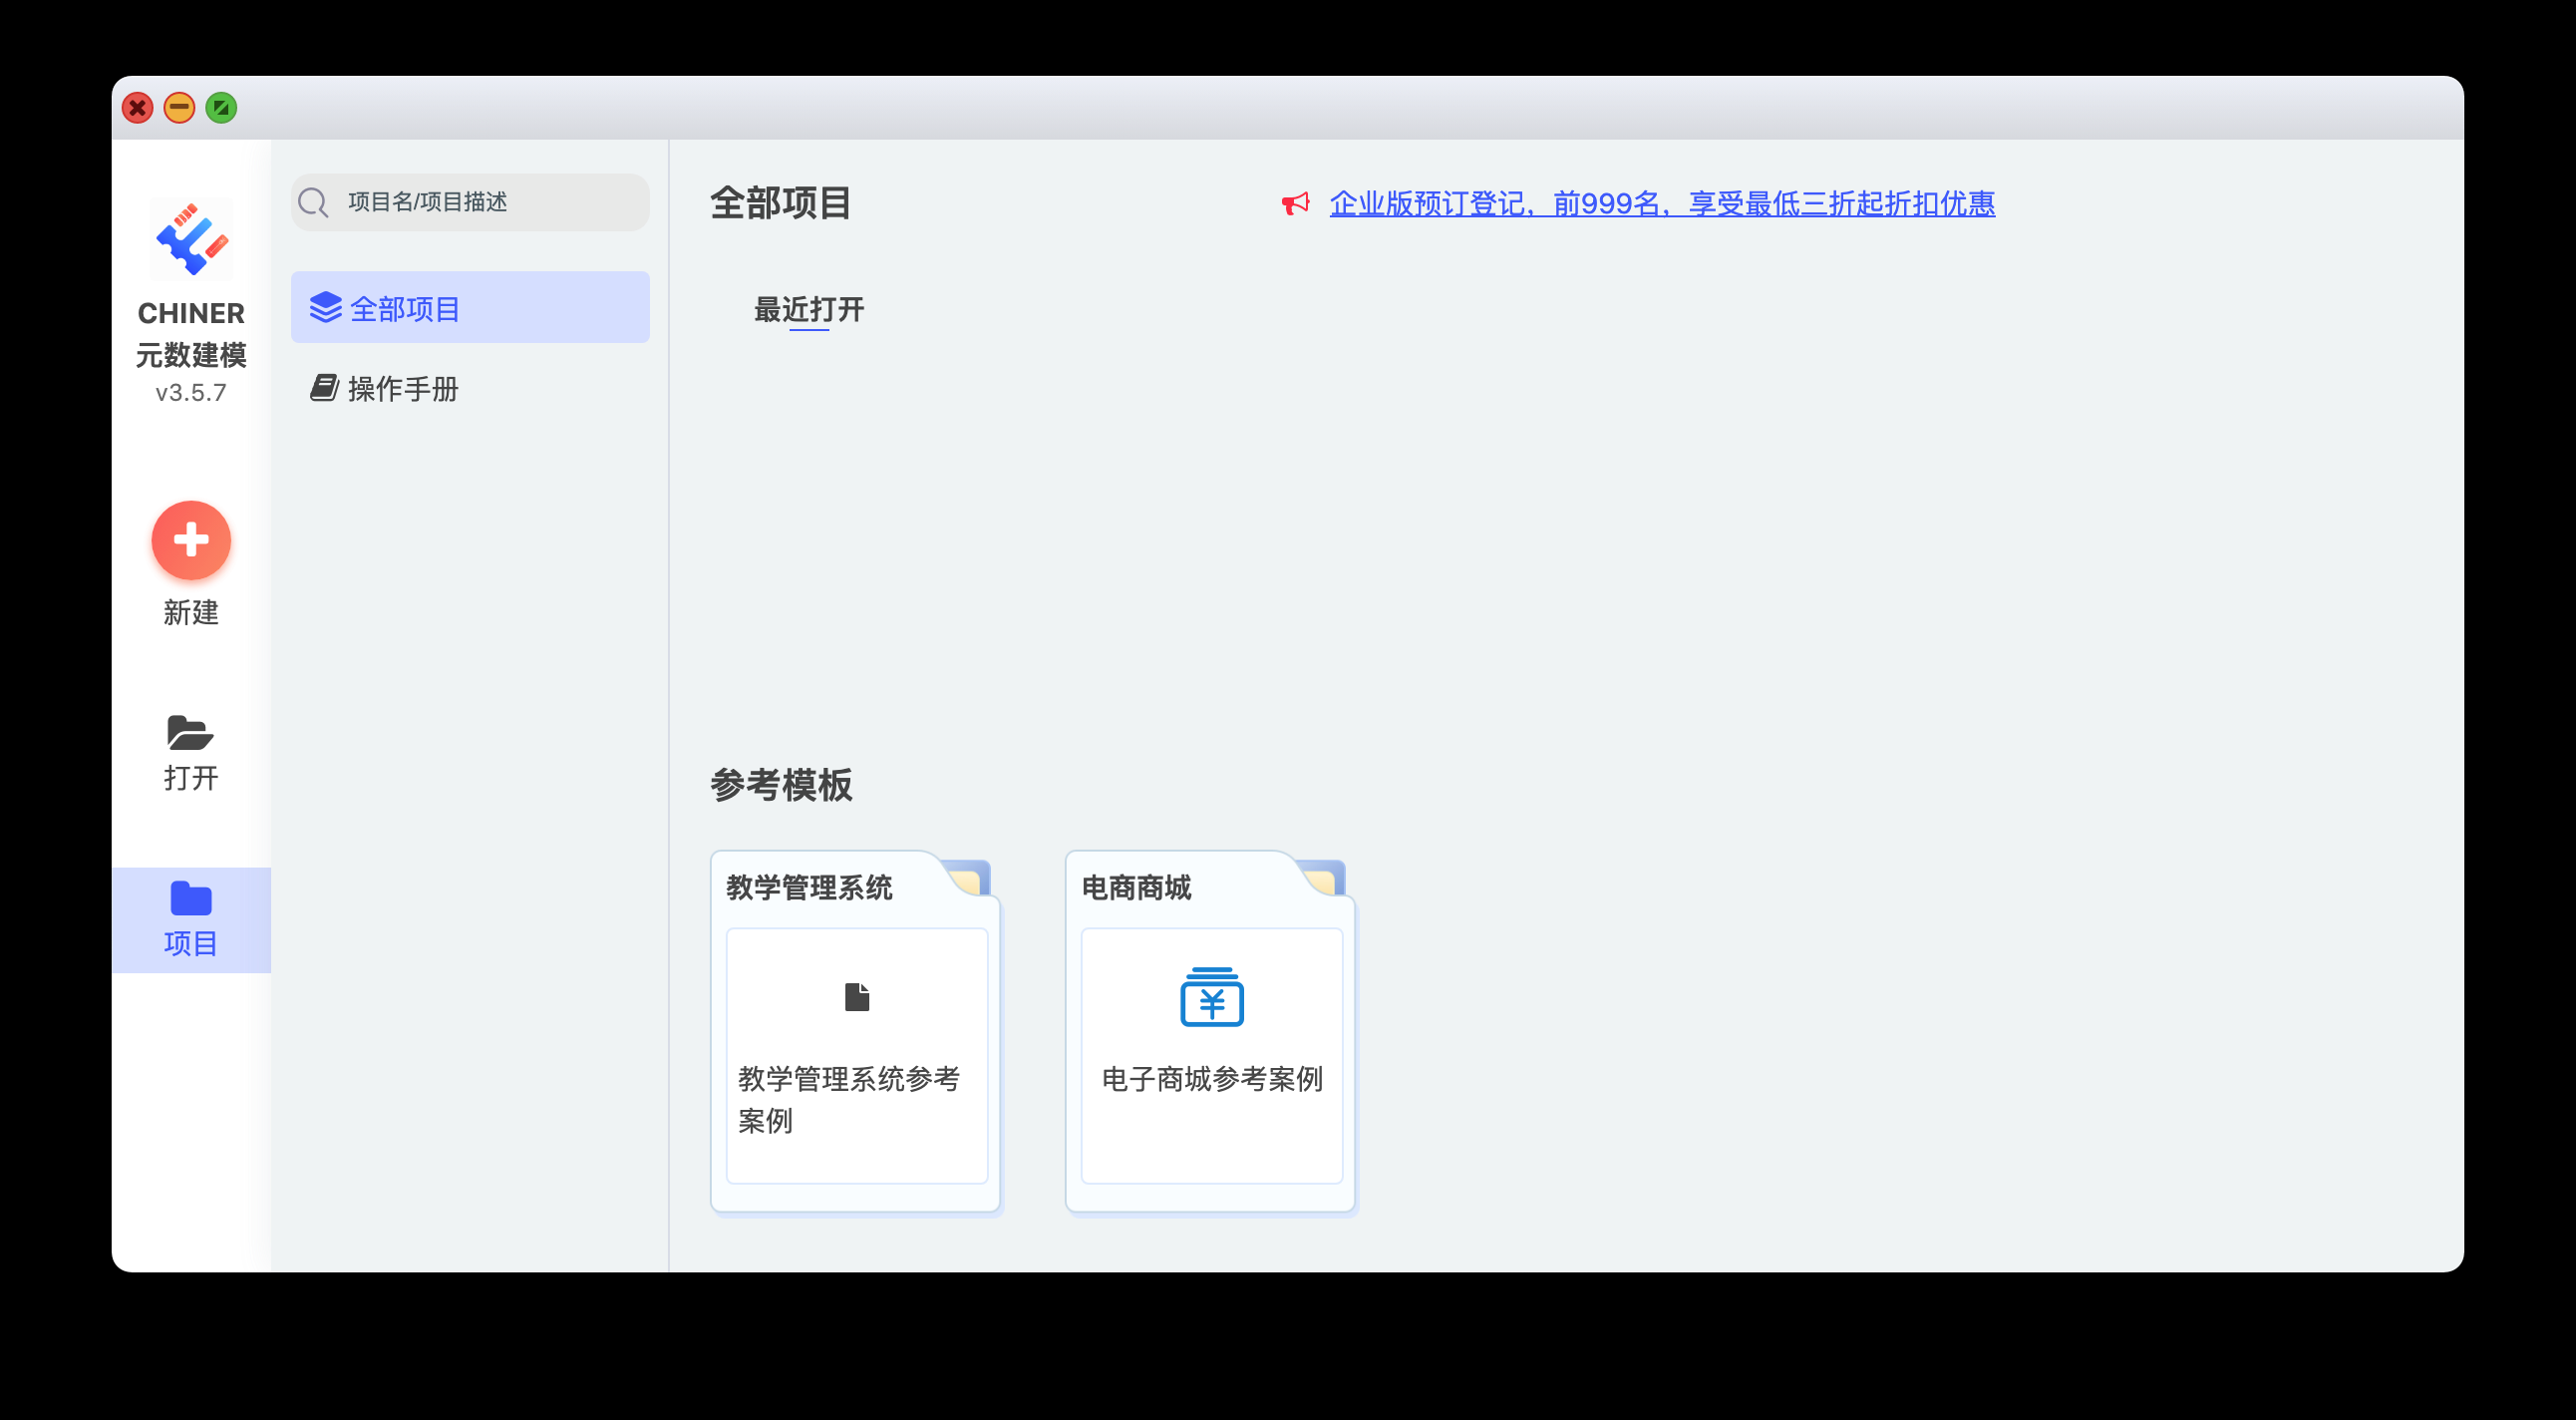 CHINER
元数建模
v3.5.7
新建
打开
项目
项目名/项目描述
全部项目
操作手册
全部项目
企业版预订登记，前999名，享受最低三折起折扣优惠
最近打开
参考模板
教学管理系统
教学管理系统参考
案例
电商商城
电子商城参考案例